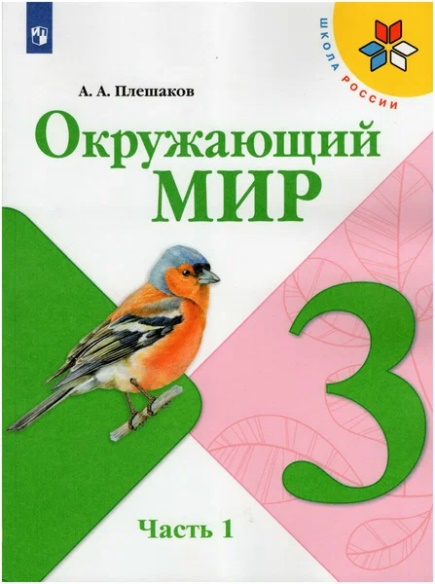 ШКОЛА РОССИИ
А. А. Плешаков
Окружающий
МИР
3
Часть 1